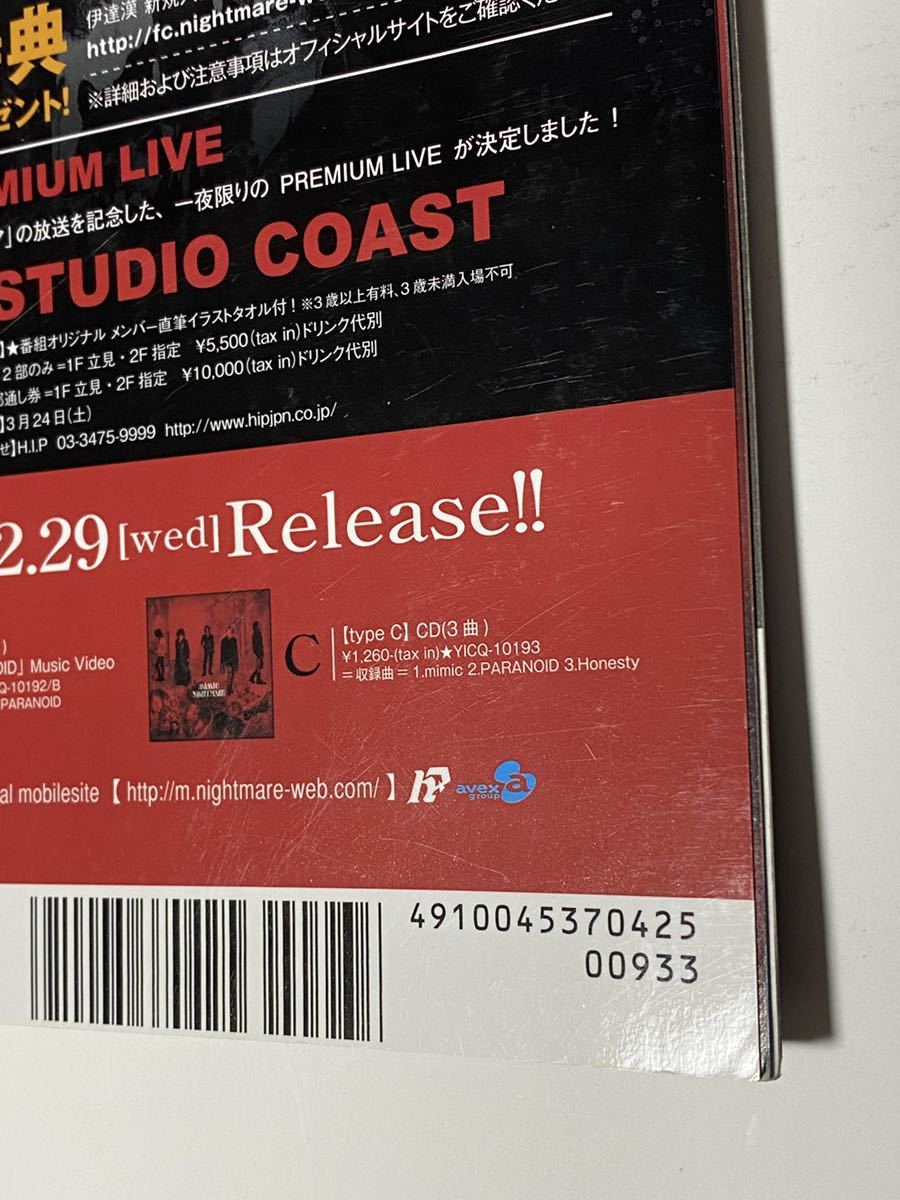 典
伊達漢 新規
http://fc.nightmare-w
ゼント!
※詳細および注意事項はオフィシャルサイトをご確認くだ
MIUM LIVE
」の放送を記念した、一夜限りの PREMIUM LIVE が決定しました!
STUDIO COAST
】★番組オリジナル メンバー直筆イラストタオル付!※3歳以上有料、3歳未満入場不可
2部のみ=1F立見・2F指定 ¥5,500(tax in)ドリンク代別
通し券=1F立見・2F指定 ¥10,000(tax in)ドリンク代別
】3月24日(土)
せ】H.I.P 03-3475-9999 http://www.hipjpn.co.jp/
2.29 [wed] Release!!
)
OID」Music Video
Q-10192/B
PARANOID
mimic
NIGHTMARE
C
【type C】CD(3曲)
¥1,260-(tax in)★YICQ-10193
=収録曲= 1.mimic 2.PARANOID 3.Honesty
al mobilesite【 http://m.nightmare-web.com/ 】
avex
group
4910045370425
00933